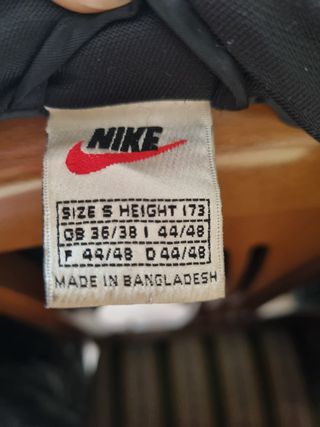 NIKE
SIZE S HEIGHT 173
GB 36/38 I 44/48
F 44/48 D 44/48
MADE IN BANGLADESH